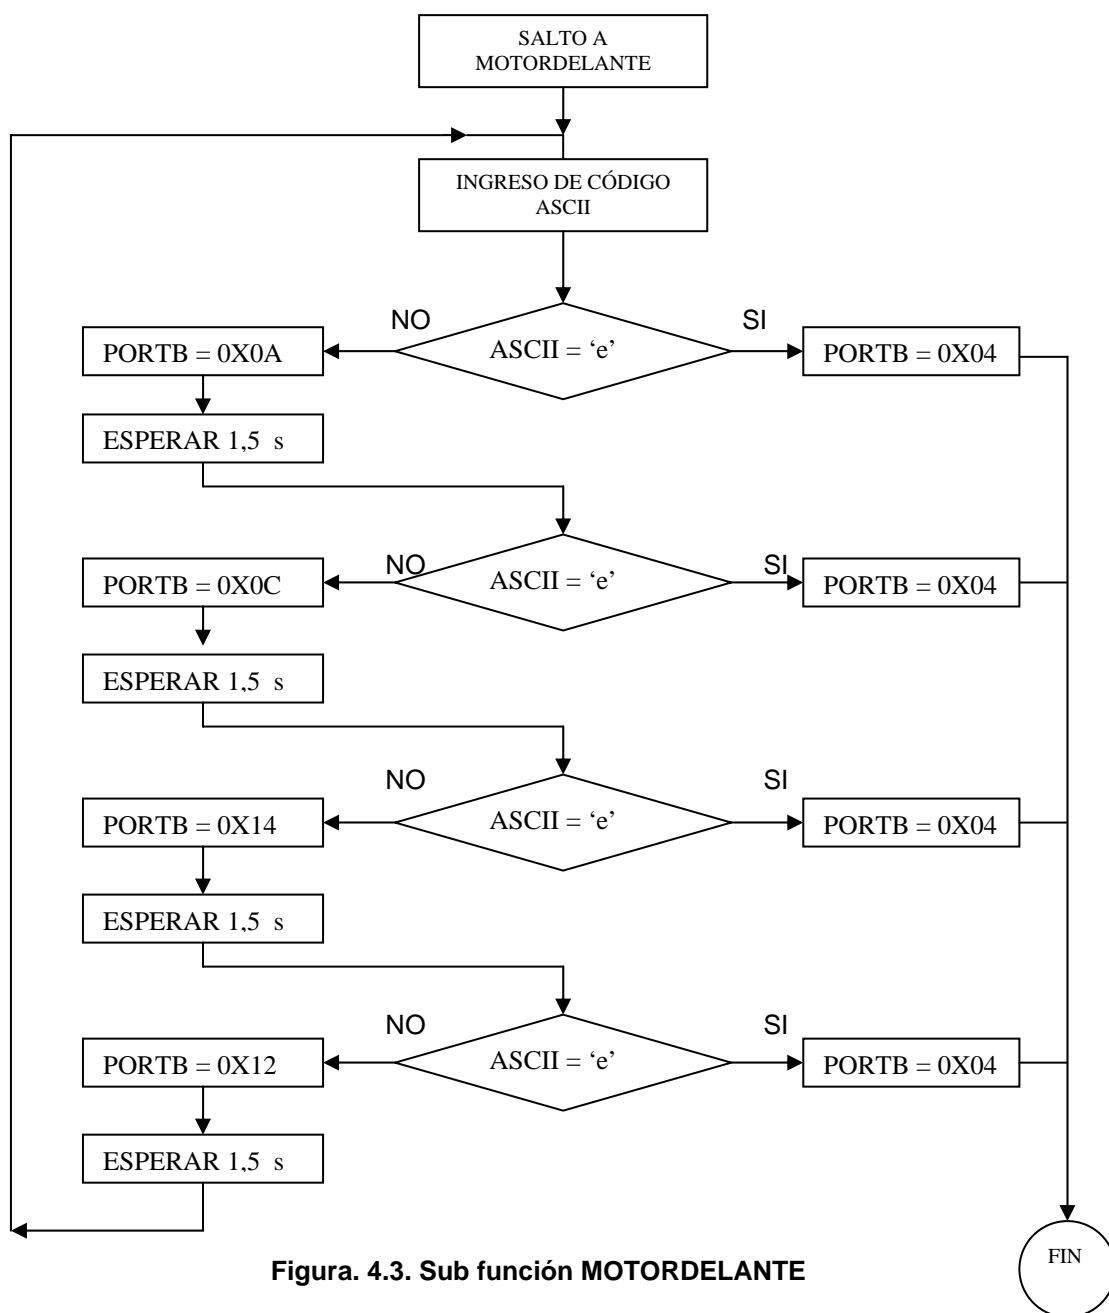 SALTO A
MOTORDELANTE
INGRESO DE CÓDIGO
ASCII
NO
SI
PORTB = 0X0A
ASCII = ‘e’
PORTB = 0X04
ESPERAR 1,5 s
NO
SI
PORTB = 0X0C
ASCII = ‘e’
PORTB = 0X04
ESPERAR 1,5 s
NO
SI
PORTB = 0X14
ASCII = ‘e’
PORTB = 0X04
ESPERAR 1,5 s
NO
SI
PORTB = 0X12
ASCII = ‘e’
PORTB = 0X04
ESPERAR 1,5 s
FIN
Figura. 4.3. Sub función MOTORDELANTE